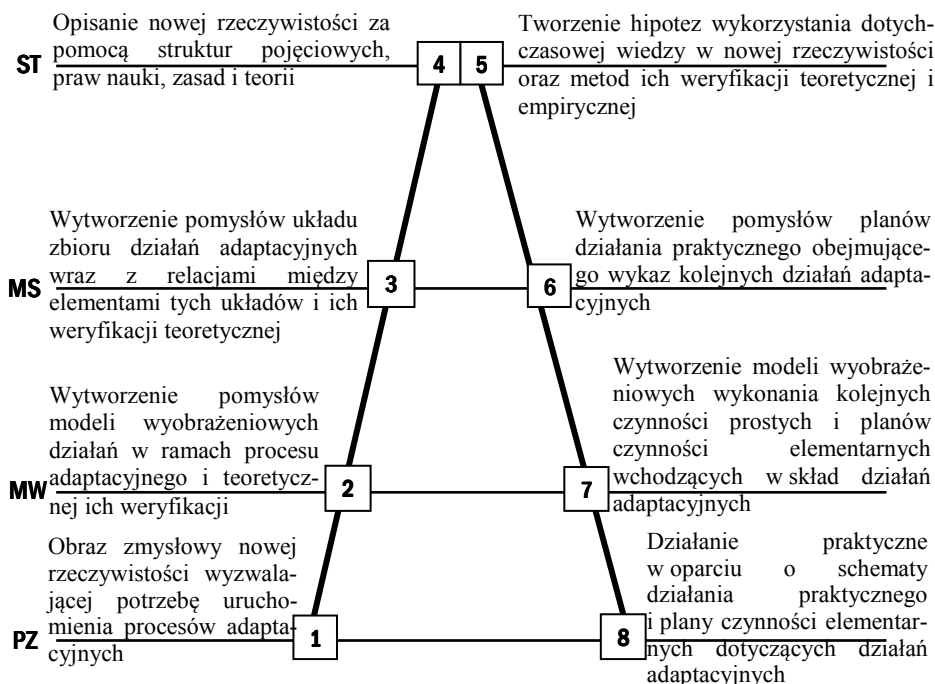 Opisanie nowej rzeczywistości za
pomocą struktur pojęciowych,
praw nauki, zasad i teorii
ST
4
5
Tworzenie hipotez wykorzystania dotych-
czasowej wiedzy w nowej rzeczywistości
oraz metod ich weryfikacji teoretycznej i
empirycznej
Wytworzenie pomysłów układu
zbioru działań adaptacyjnych
wraz z relacjami między
elementami tych układów i ich
weryfikacji teoretycznej
MS
3
6
Wytworzenie pomysłów planów
działania praktycznego obejmujące-
go wykaz kolejnych działań adapta-
cyjnych
Wytworzenie pomysłów
modeli wyobrażeniowych
działań w ramach procesu
adaptacyjnego i teoretycz-
nej ich weryfikacji
MW
2
7
Wytworzenie modeli wyobraże-
niowych wykonania kolejnych
czynności prostych i planów
czynności elementarnych
wchodzących w skład działań
adaptacyjnych
Obraz zmysłowy nowej
rzeczywistości wyzwala-
jącej potrzebę urucho-
mienia procesów adapta-
cyjnych
PZ
1
8
Działanie praktyczne
w oparciu o schematy
działania praktycznego
i plany czynności elementar-
nych dotyczących działań
adaptacyjnych